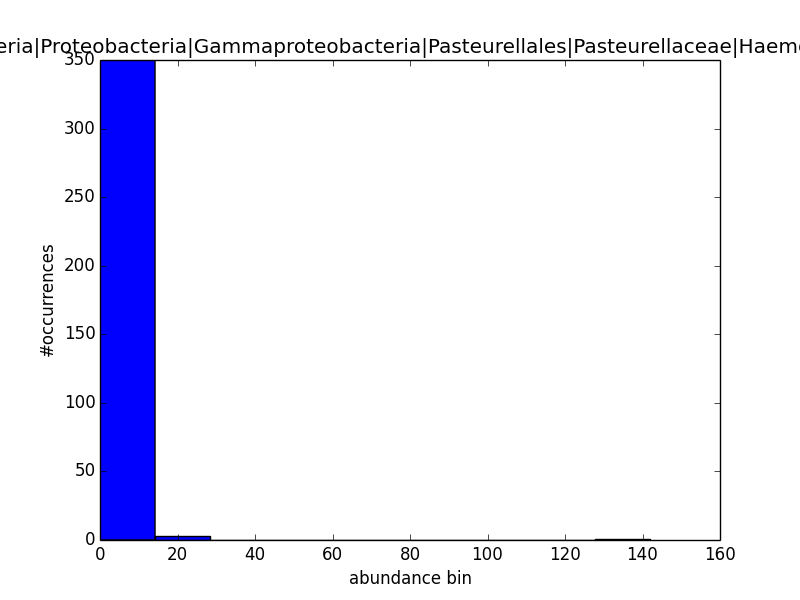 eria|Proteobacteria|Gammaproteobacteria|Pasteurellales|Pasteurellaceae|Haem
350
300
250
200
150
100
50
0
#occurrences
0 20 40 60 80 100 120 140 160
abundance bin